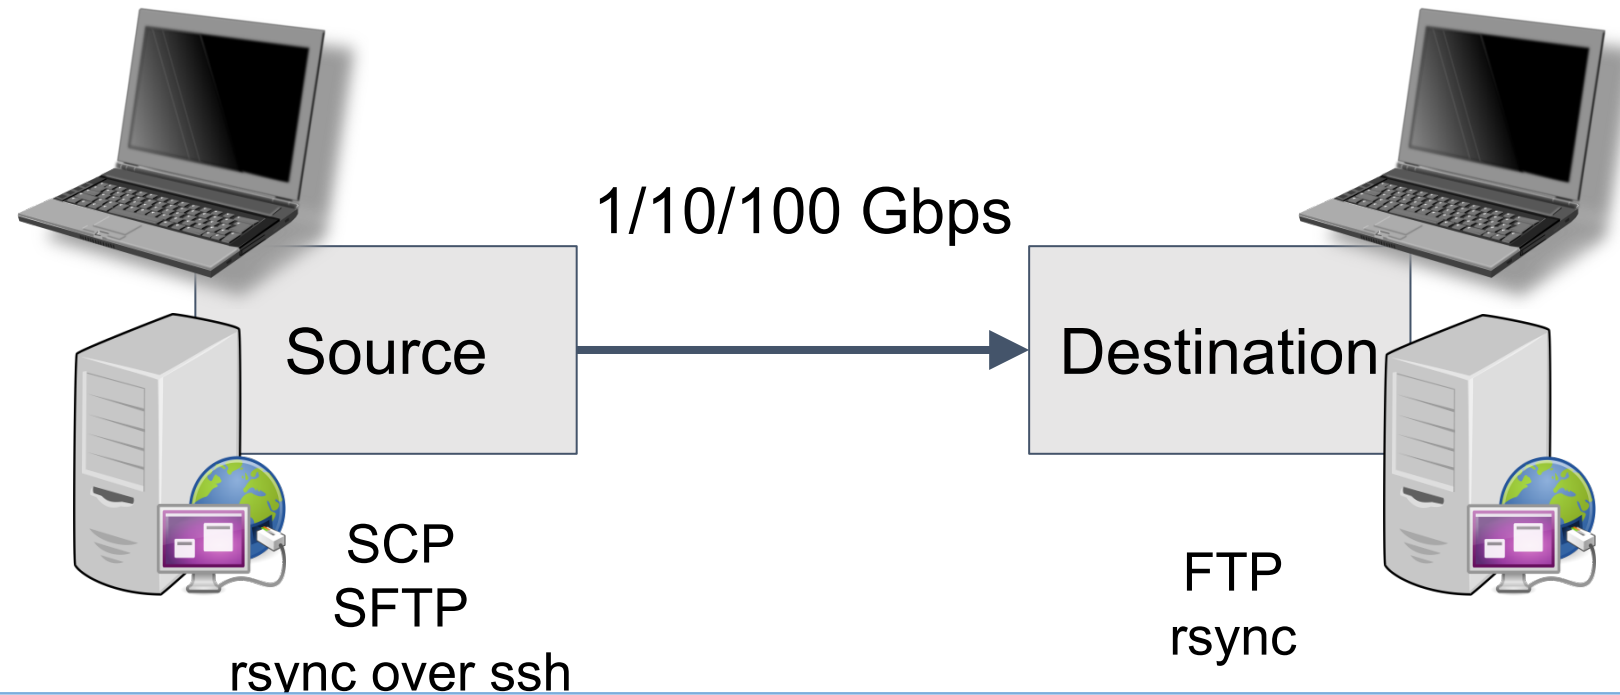 1/10/100 Gbps
Source
Destination
SCP
SFTP
rsync over ssh
FTP
rsync